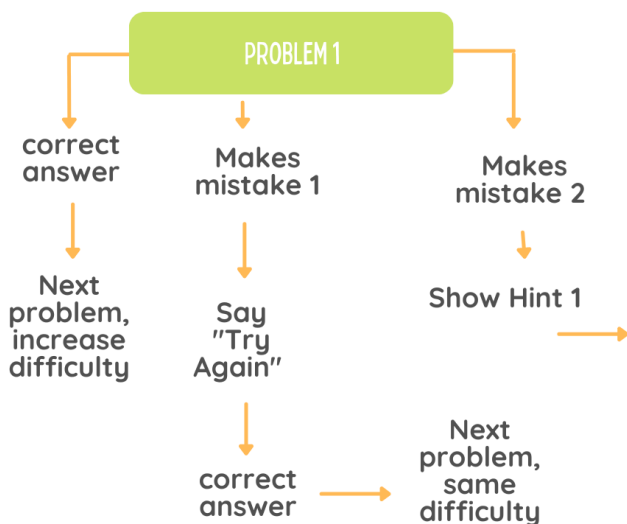 PROBLEM 1
correct
answer
Makes
mistake 1
Makes
mistake 2
Next
problem,
increase
difficulty
Say
"Try
Again"
Show Hint 1
correct
answer
Next
problem,
same
difficulty